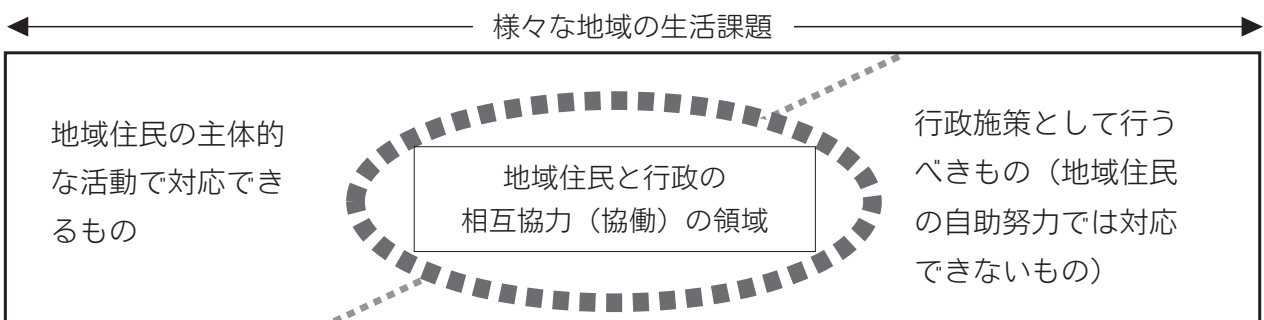 様々な地域の生活課題
地域住民の主体的
な活動で対応でき
るもの
地域住民と行政の
相互協力（協働）の領域
行政施策として行う
べきもの（地域住民
の自助努力では対応
できないもの）